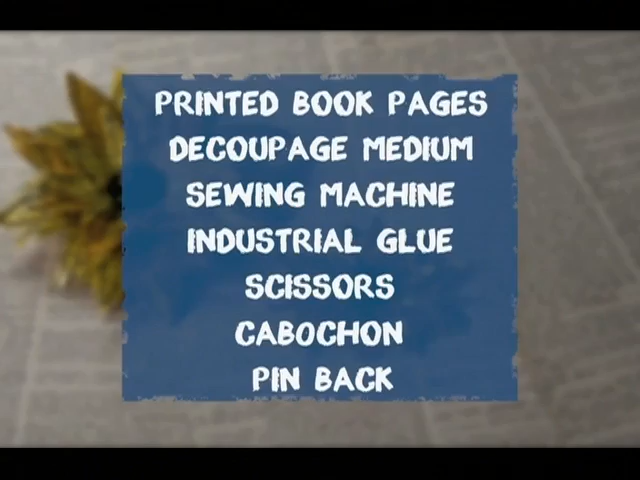 PRINTED BOOK PAGES
DECOUPAGE MEDIUM
SEWING MACHINE
INDUSTRIAL GLUE
SCISSORS
CABOCHON
PIN BACK